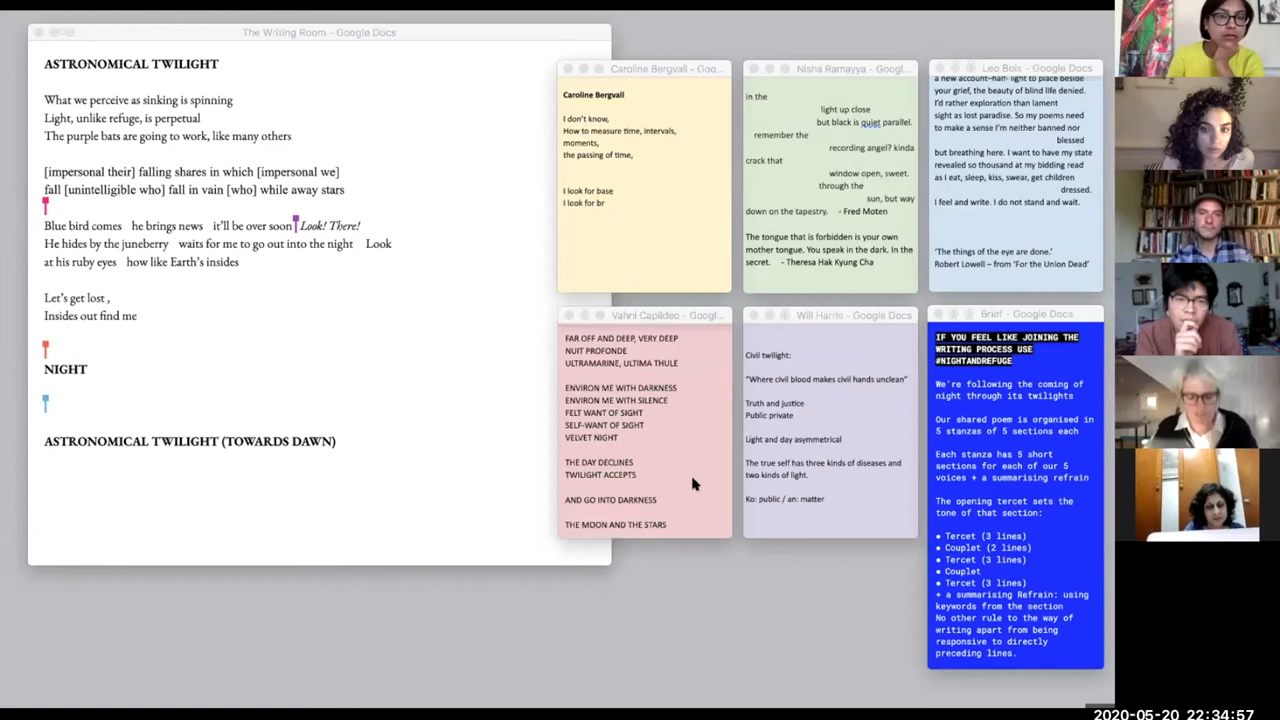 The Writing Room - Google Docs
ASTRONOMICAL TWILIGHT
What we perceive as sinking is spinning
Light, unlike refuse, is perpetual
The purple bats are going to work, like many others
[impersonal their] falling shares in which [impersonal we]
fall [unintelligible who] fall in vain [who] while away stars
Blue bird comes he brings news it'll be over soon Look! There!
He hides by the juneberry waits for me to go out into the night Look
at his ruby eyes how like Earth's insides
Let's get lost ,
Insides out find me
NIGHT
ASTRONOMICAL TWILIGHT (TOWARDS DAWN)
Caroline Bergvall - Goo...
Caroline Bergvall
I don't know,
How to measure time, intervals,
moments,
the passing of time,
I look for base
I look for br
Nisha Ramayya - Googl...
in the
light up close
but black is quiet parallel.
remember the
recording angel? kinda
crack that
window open, sweet.
through the
sun, but way
down on the tapestry. - Fred Moten
The tongue that is forbidden is your own
mother tongue. You speak in the dark. In the
secret. - Theresa Hak Kyung Cha
Leo Boix - Google Docs
a new account–half- light to place beside
your grief, the beauty of blind life denied.
I'd rather exploration than lament
sight as lost paradise. So my poems need
to make a sense I'm neither banned nor
blessed
but breathing here. I want to have my state
revealed so thousand at my bidding read
as I eat, sleep, kiss, swear, get children
dressed.
I feel and write. I do not stand and wait.
'The things of the eye are done.'
Robert Lowell – from 'For the Union Dead'
Vahni Capildeo - Googl...
FAR OFF AND DEEP, VERY DEEP
NUIT PROFONDE
ULTRAMARINE, ULTIMA THULE
ENVIRON ME WITH DARKNESS
ENVIRON ME WITH SILENCE
FELT WANT OF SIGHT
SELF-WANT OF SIGHT
VELVET NIGHT
THE DAY DECLINES
TWILIGHT ACCEPTS
AND GO INTO DARKNESS
THE MOON AND THE STARS
Will Harris - Google Docs
Civil twilight:
"Where civil blood makes civil hands unclean"
Truth and justice
Public private
Light and day asymmetrical
The true self has three kinds of diseases and
two kinds of light.
Ko: public / an: matter
Brief - Google Docs
IF YOU FEEL LIKE JOINING THE
WRITING PROCESS USE
#NIGHTANDREFUGE
We're following the coming of
night through its twilights
Our shared poem is organised in
5 stanzas of 5 sections each
Each stanza has 5 short
sections for each of our 5
voices + a summarising refrain
The opening tercet sets the
tone of that section:
• Tercet (3 lines)
• Couplet (2 lines)
• Tercet (3 lines)
• Couplet
• Tercet (3 lines)
+ a summarising Refrain: using
keywords from the section
No other rule to the way of
writing apart from being
responsive to directly
preceding lines.
2020-05-20 22:34:57